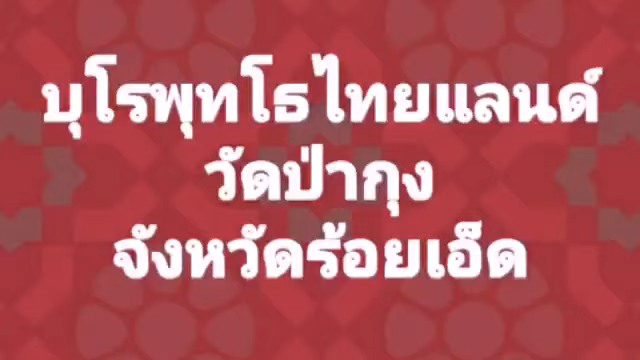 บุโรพุทโธไทยแลนด์
วัดป่ากุง
จังหวัดร้อยเอ็ด